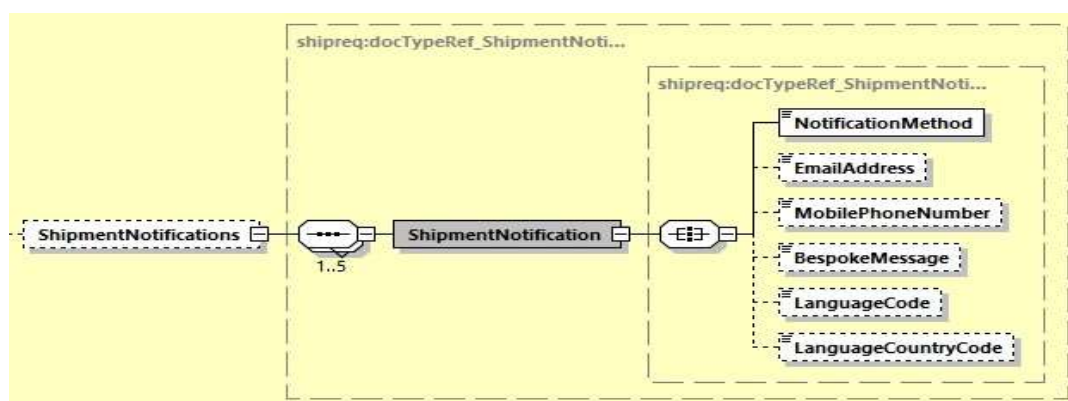 shipreq:docTypeRef_ShipmentNoti...
shipreq:docTypeRef_ShipmentNoti...
NotificationMethod
EmailAddress
MobilePhoneNumber
ShipmentNotifications
ShipmentNotification
1..5
BespokeMessage
LanguageCode
LanguageCountryCode